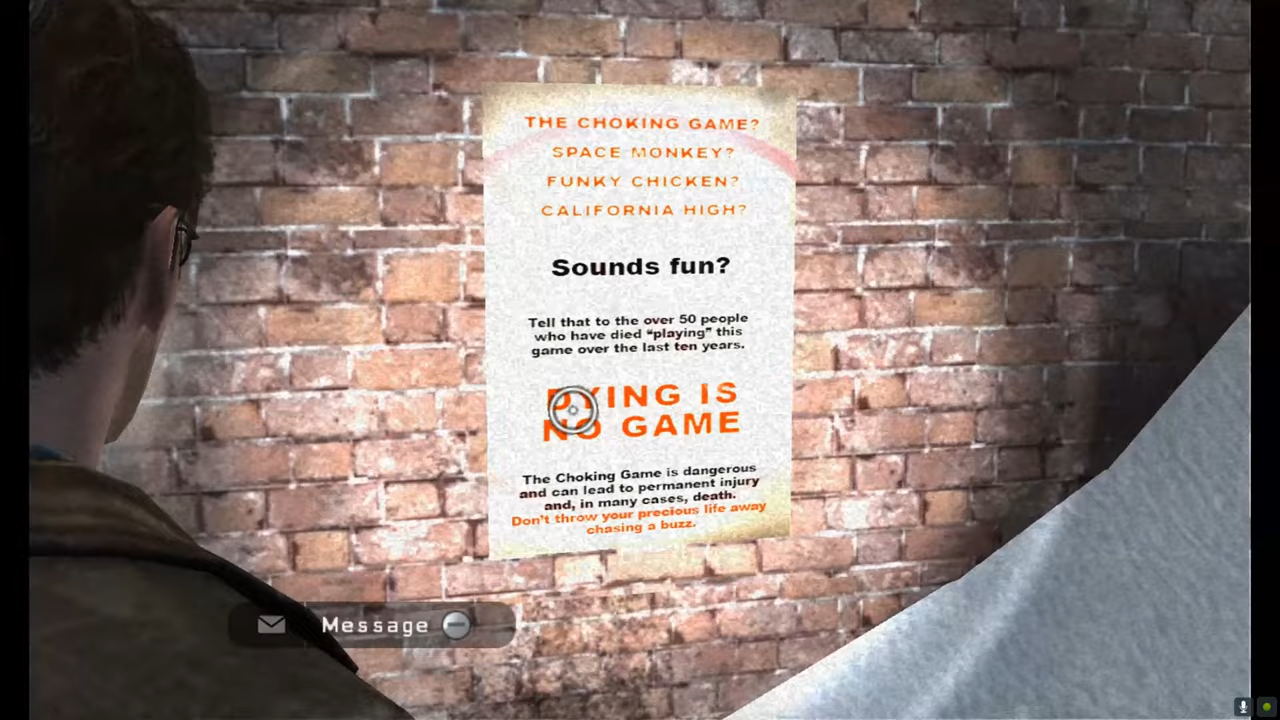 THE CHOKING GAME?
SPACE MONKEY?
FUNKY CHICKEN?
CALIFORNIA HIGH?
Sounds fun?
Tell that to the over 50 people
who have died “playing” this
game over the last ten years.
DYING IS
NO GAME
The Choking Game is dangerous
and can lead to permanent injury
and, in many cases, death.
Don't throw your precious life away
chasing a buzz.
Message